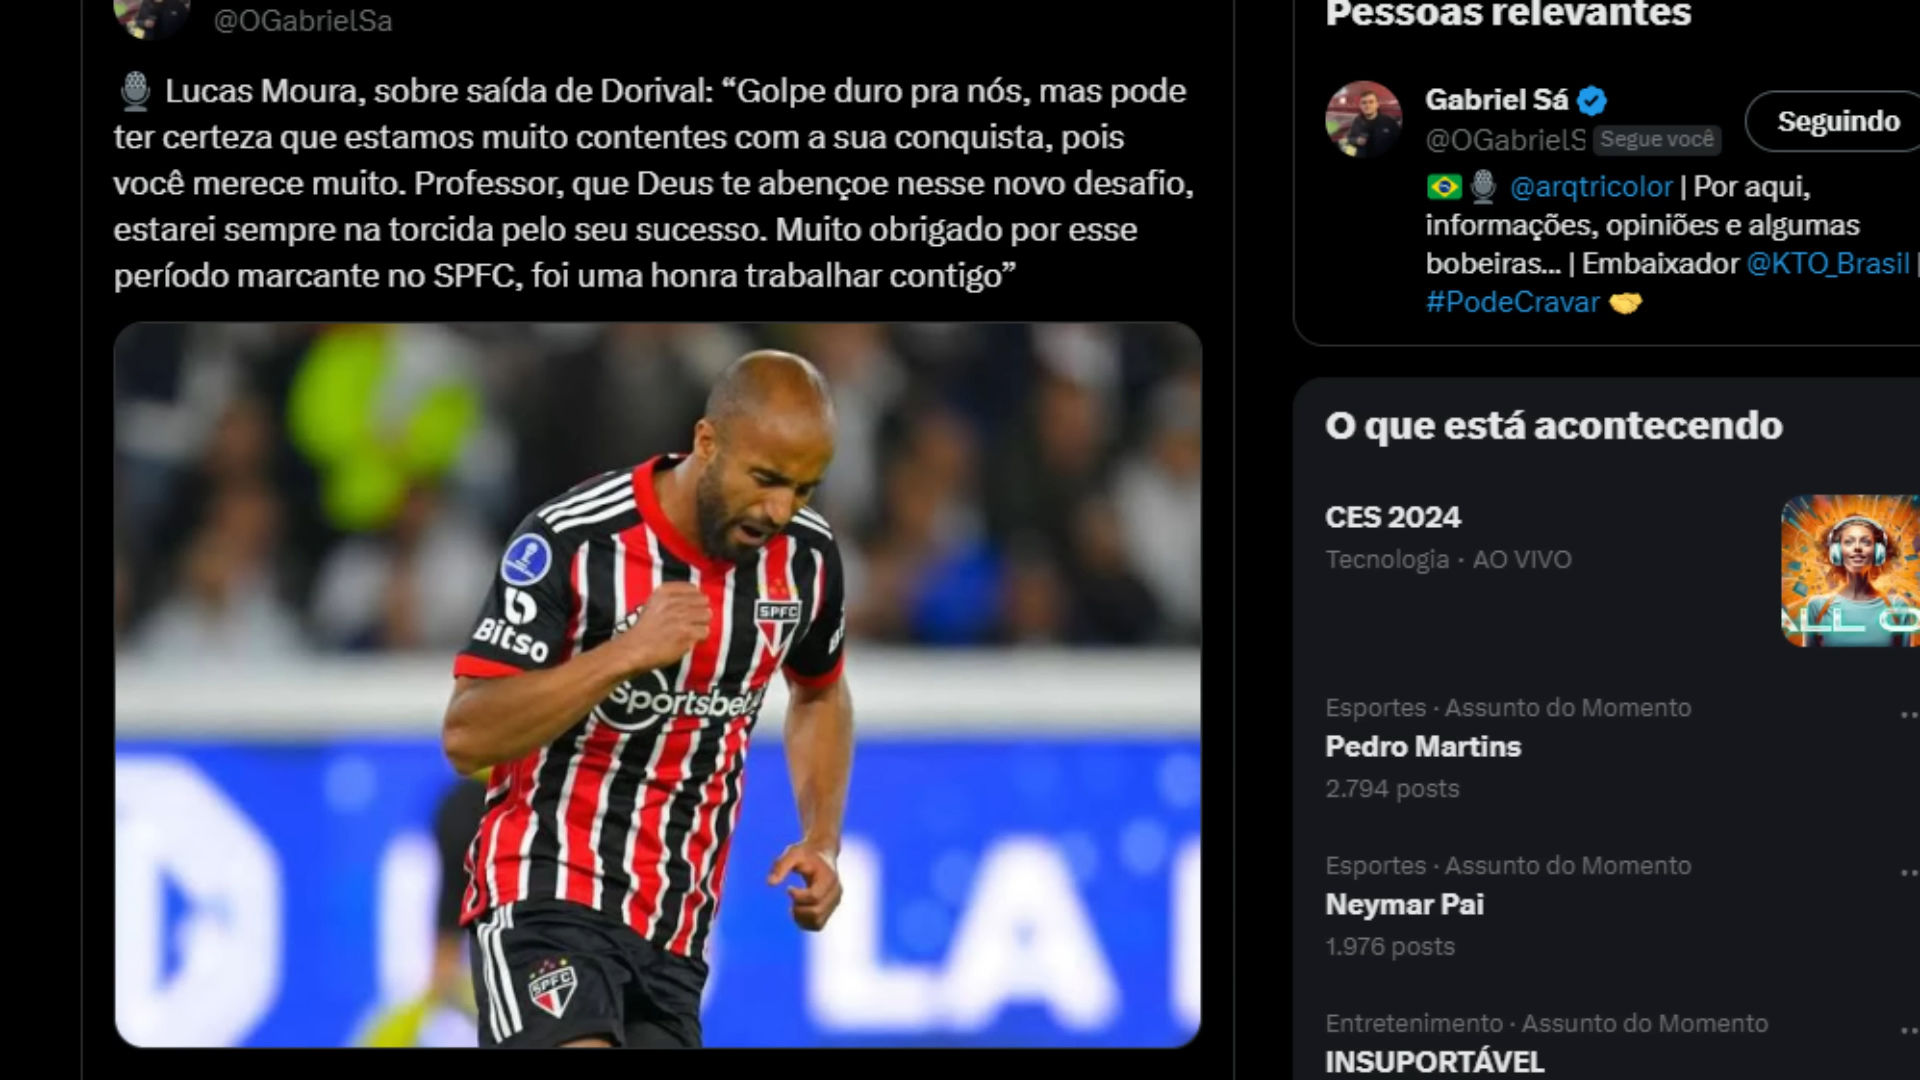 @OGabrielSa
Lucas Moura, sobre saída de Dorival: “Golpe duro pra nós, mas pode
ter certeza que estamos muito contentes com a sua conquista, pois
você merece muito. Professor, que Deus te abençoe nesse novo desafio,
estarei sempre na torcida pelo seu sucesso. Muito obrigado por esse
período marcante no SPFC, foi uma honra trabalhar contigo”
Bitso
SPFC
Sportsbet
LA
SPFC
Pessoas relevantes
Gabriel Sá
Seguindo
@OGabrielS Segue você
@arqtricolor | Por aqui,
informações, opiniões e algumas
bobeiras... | Embaixador @KTO_Brasil |
#PodeCravar
O que está acontecendo
CES 2024
Tecnologia · AO VIVO
Esportes · Assunto do Momento
Pedro Martins
2.794 posts
Esportes · Assunto do Momento
Neymar Pai
1.976 posts
Entretenimento · Assunto do Momento
INSUPORTÁVEL